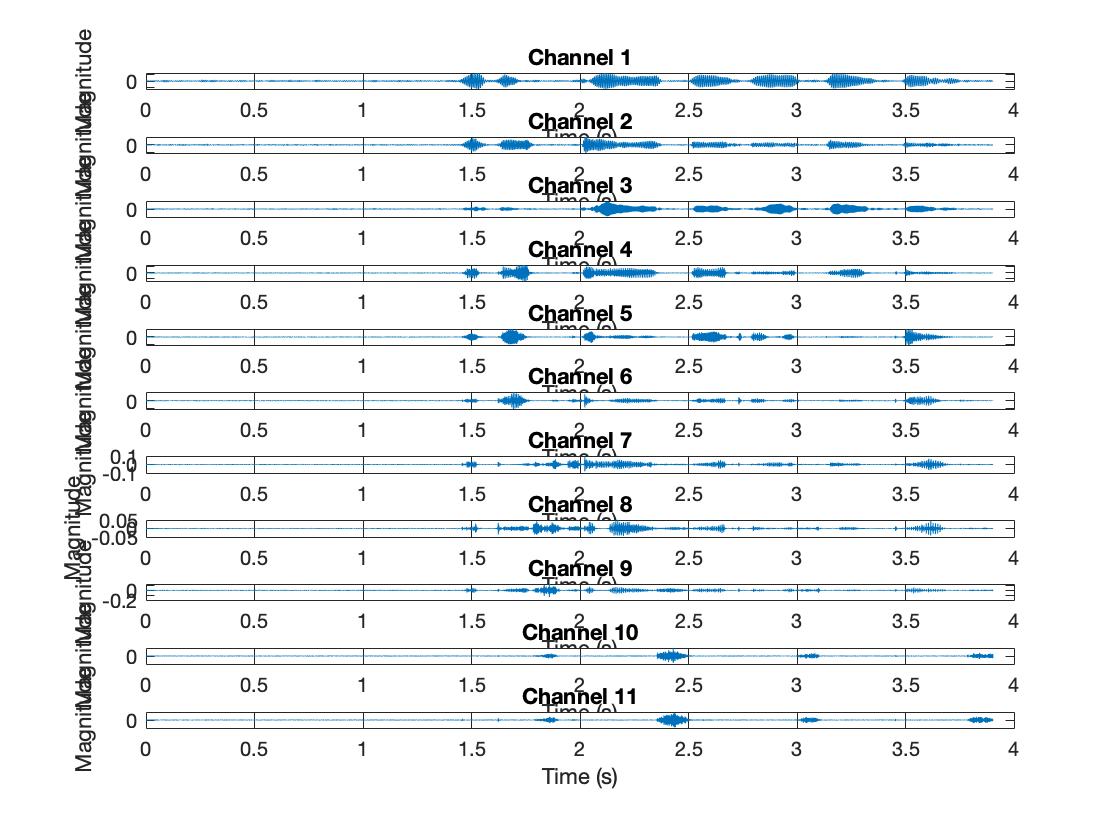 Channel 1
Magnitude
0
0 0.5 1 1.5 2 2.5 3 3.5 4
Time (s)
Channel 2
Magnitude
0
0 0.5 1 1.5 2 2.5 3 3.5 4
Time (s)
Channel 3
Magnitude
0
0 0.5 1 1.5 2 2.5 3 3.5 4
Time (s)
Channel 4
Magnitude
0
0 0.5 1 1.5 2 2.5 3 3.5 4
Time (s)
Channel 5
Magnitude
0
0 0.5 1 1.5 2 2.5 3 3.5 4
Time (s)
Channel 6
Magnitude
0
0 0.5 1 1.5 2 2.5 3 3.5 4
Time (s)
Channel 7
Magnitude
0.1
0
-0.1
0 0.5 1 1.5 2 2.5 3 3.5 4
Time (s)
Channel 8
Magnitude
0.05
0
-0.05
0 0.5 1 1.5 2 2.5 3 3.5 4
Time (s)
Channel 9
Magnitude
0
-0.2
0 0.5 1 1.5 2 2.5 3 3.5 4
Time (s)
Channel 10
Magnitude
0
0 0.5 1 1.5 2 2.5 3 3.5 4
Time (s)
Channel 11
Magnitude
0
0 0.5 1 1.5 2 2.5 3 3.5 4
Time (s)